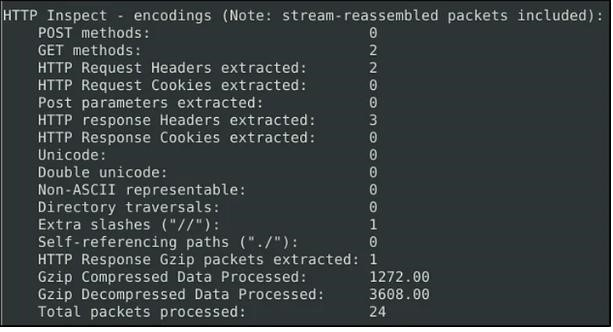 HTTP Inspect - encodings (Note: stream-reassembled packets included):
POST methods: 0
GET methods: 2
HTTP Request Headers extracted: 2
HTTP Request Cookies extracted: 0
Post parameters extracted: 0
HTTP response Headers extracted: 3
HTTP Response Cookies extracted: 0
Unicode: 0
Double unicode: 0
Non-ASCII representable: 0
Directory traversals: 0
Extra slashes ("//"): 1
Self-referencing paths ("./"): 0
HTTP Response Gzip packets extracted: 1
Gzip Compressed Data Processed: 1272.00
Gzip Decompressed Data Processed: 3608.00
Total packets processed: 24